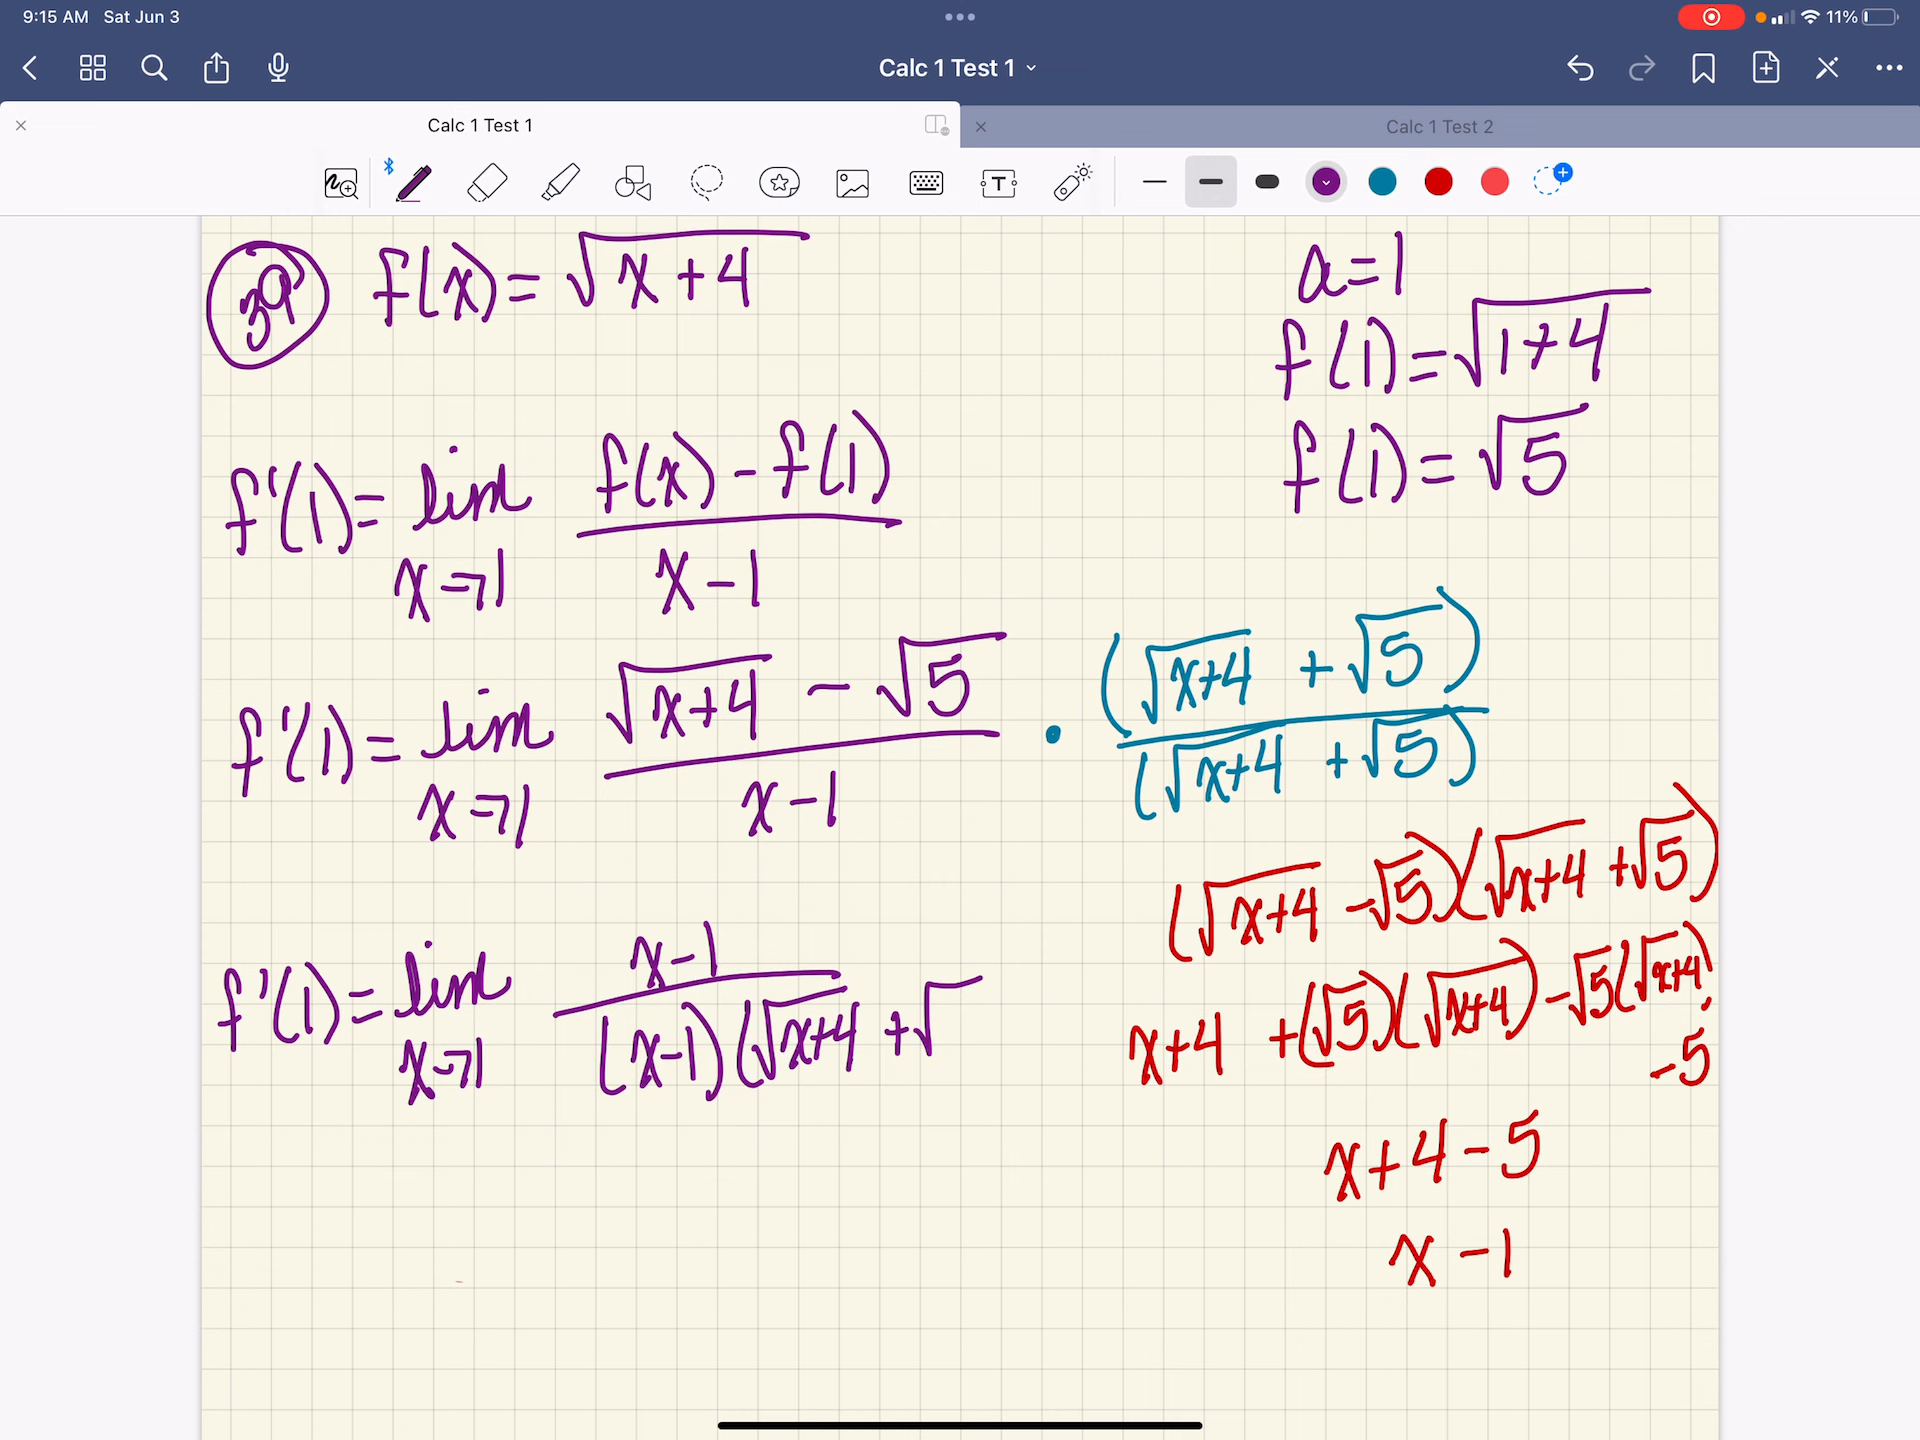 9:15 AM Sat Jun 3
11%
Calc 1 Test 1
Calc 1 Test 1
Calc 1 Test 2
T
39 f(x) = √(x+4)
a=1
f(1) = √(1+4)
f(1) = √5
f'(1) = lim x→1 (f(x) - f(1))/(x-1)
f'(1) = lim x→1 (√(x+4) - √5)/(x-1) · (√(x+4) + √5)/(√(x+4) + √5)
(√(x+4) - √5)(√(x+4) + √5)
x+4 + (√5)(√(x+4)) - √5(√(x+4))
-5
x+4-5
x-1
f'(1) = lim x→1 (x-1)/((x-1)(√(x+4) + √